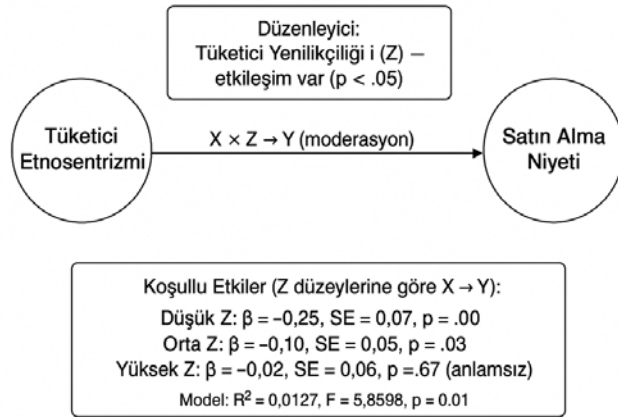 Düzenleyici:
Tüketici Yenilikçiliği i (Z) –
etkileşim var (p < .05)
Tüketici
Etnosentrizmi
X × Z → Y (moderasyon)
Satın Alma
Niyeti
Koşullu Etkiler (Z düzeylerine göre X → Y):
Düşük Z: β = –0,25, SE = 0,07, p = .00
Orta Z: β = –0,10, SE = 0,05, p = .03
Yüksek Z: β = –0,02, SE = 0,06, p =.67 (anlamsız)
Model: R² = 0,0127, F = 5,8598, p = 0.01